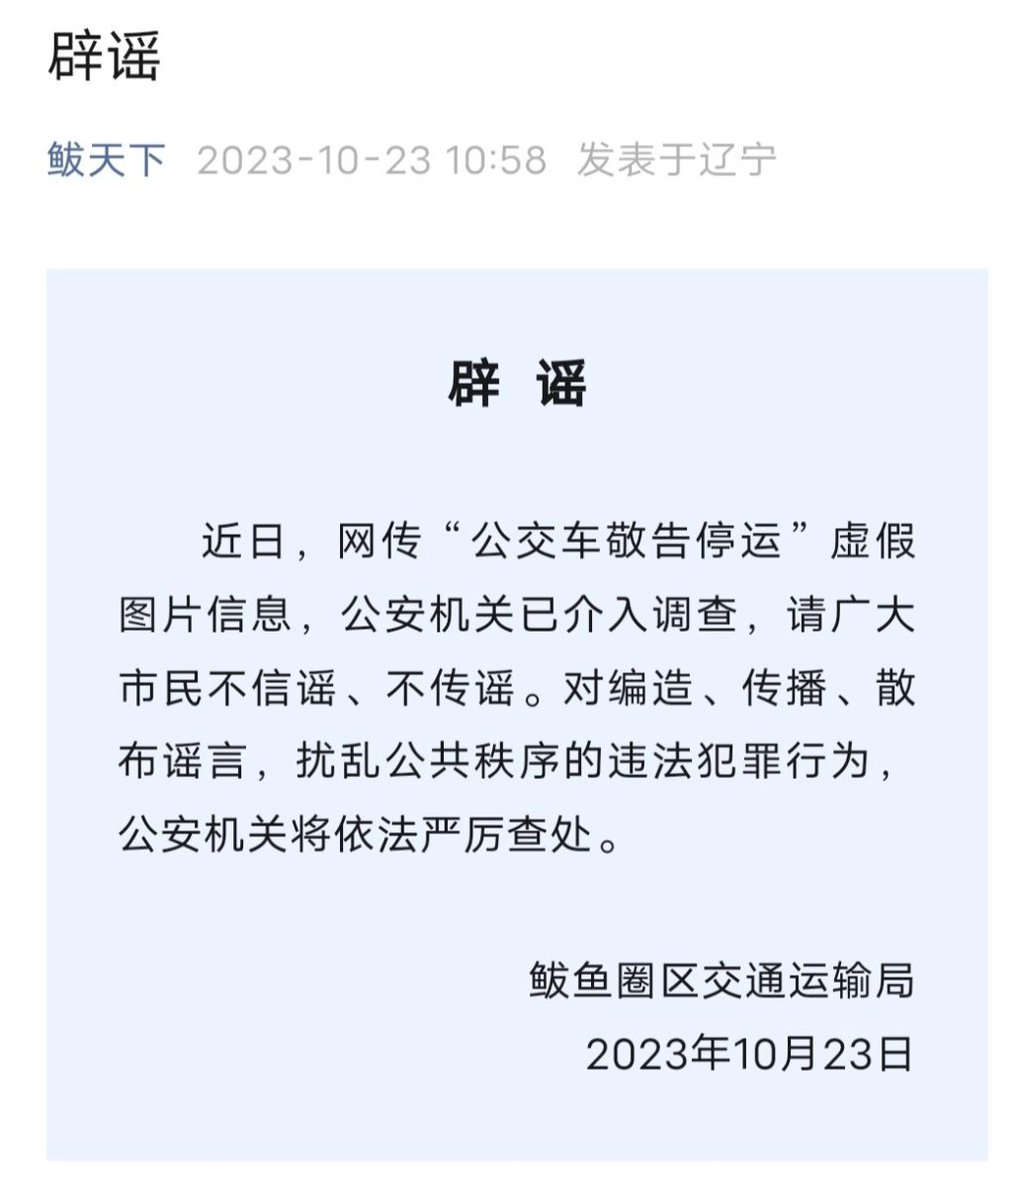 辟谣
鲅天下 2023-10-23 10:58 发表于辽宁
辟 谣
近日，网传“公交车敬告停运”虚假
图片信息，公安机关已介入调查，请广大
市民不信谣、不传谣。对编造、传播、散
布谣言，扰乱公共秩序的违法犯罪行为，
公安机关将依法严厉查处。
鲅鱼圈区交通运输局
2023年10月23日